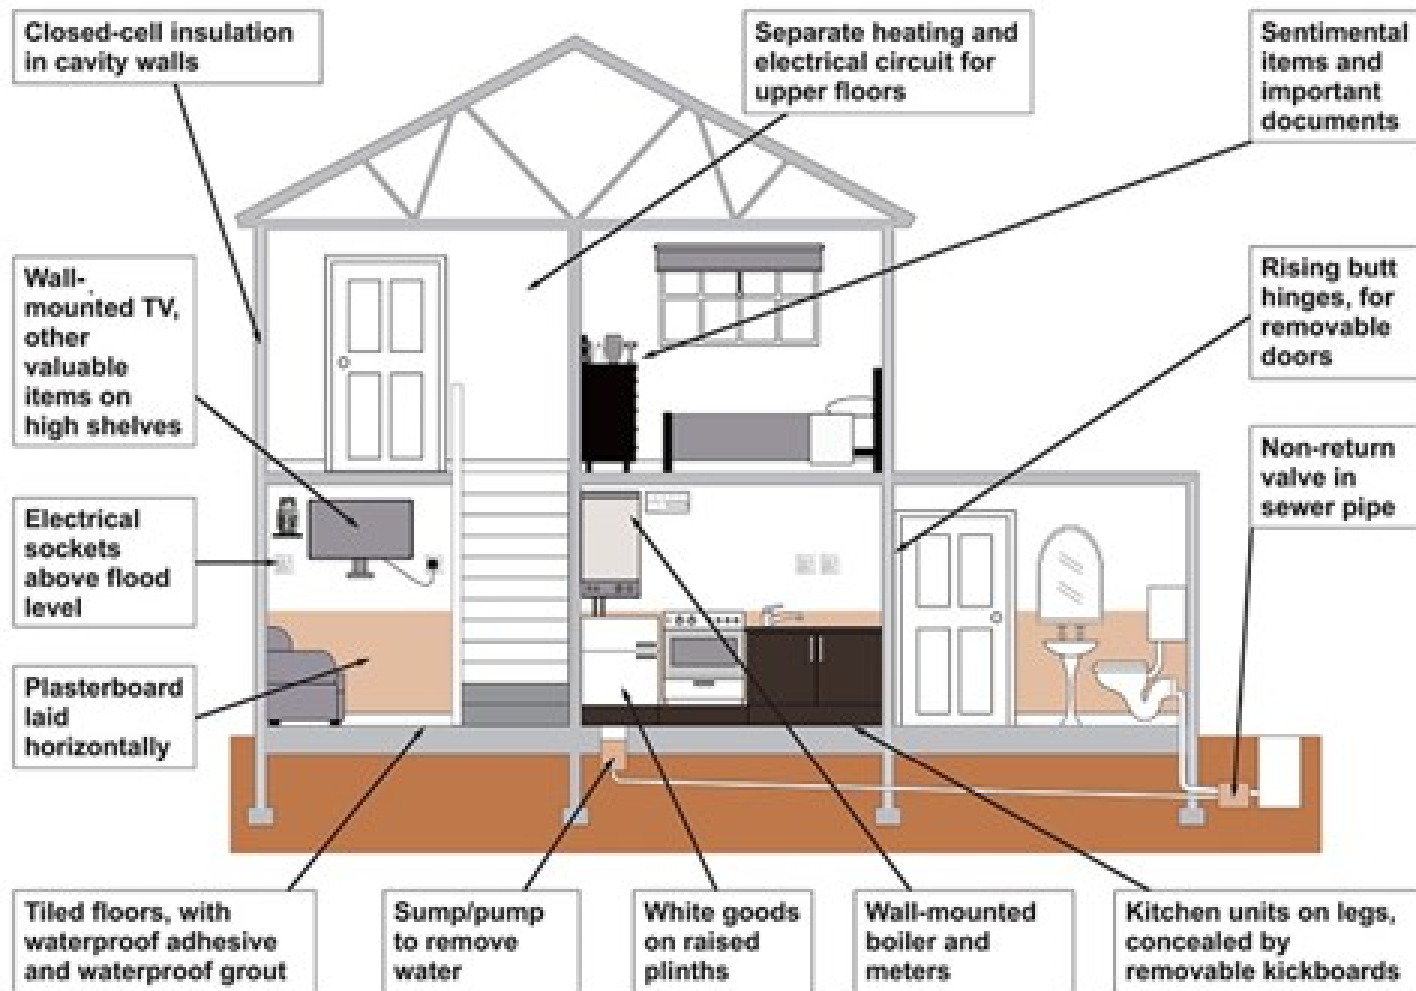 Closed-cell insulation
in cavity walls
Separate heating and
electrical circuit for
upper floors
Sentimental
items and
important
documents
Wall-
mounted TV,
other
valuable
items on
high shelves
Rising butt
hinges, for
removable
doors
Electrical
sockets
above flood
level
Non-return
valve in
sewer pipe
Plasterboard
laid
horizontally
Tiled floors, with
waterproof adhesive
and waterproof grout
Sump/pump
to remove
water
White goods
on raised
plinths
Wall-mounted
boiler and
meters
Kitchen units on legs,
concealed by
removable kickboards